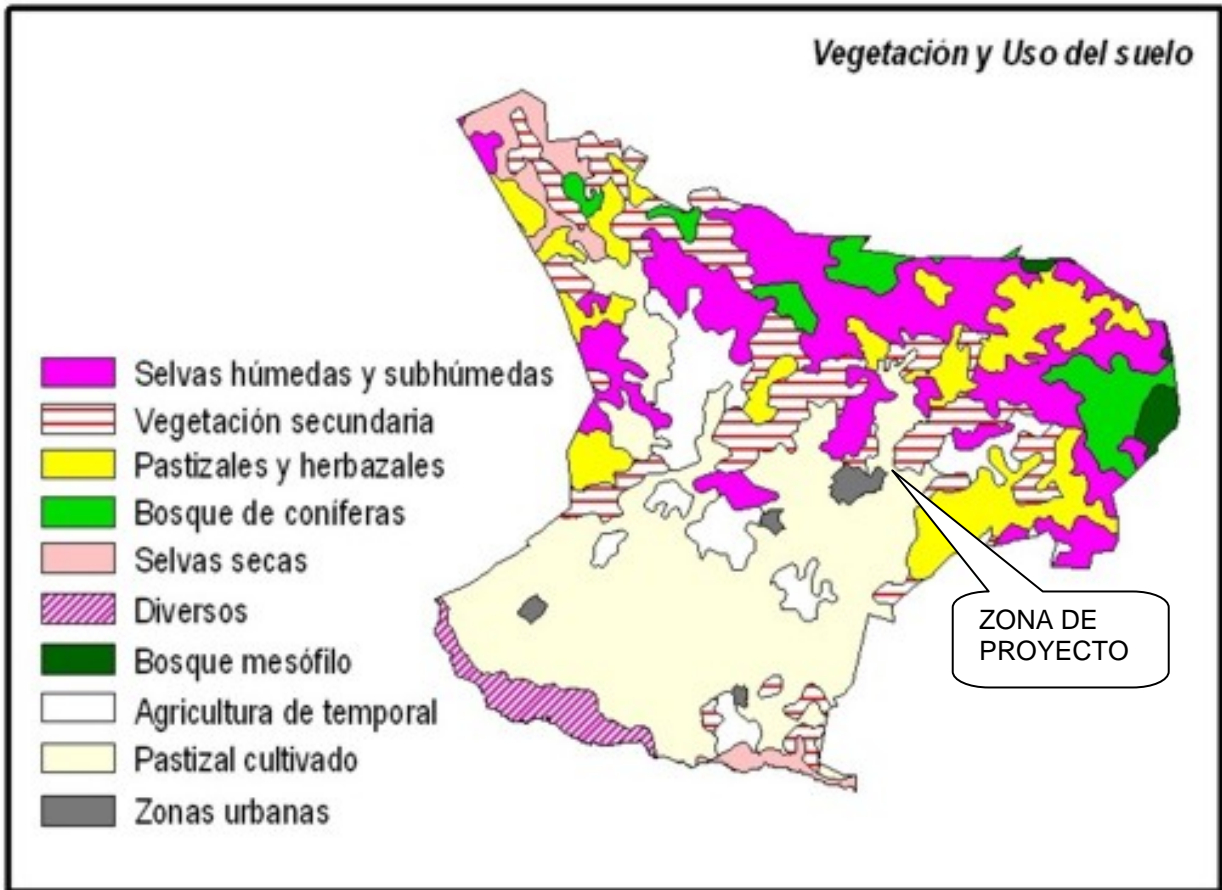 Vegetación y Uso del suelo
Selvas húmedas y subhúmedas
Vegetación secundaria
Pastizales y herbazales
Bosque de coníferas
Selvas secas
Diversos
Bosque mesófilo
Agricultura de temporal
Pastizal cultivado
Zonas urbanas
ZONA DE
PROYECTO